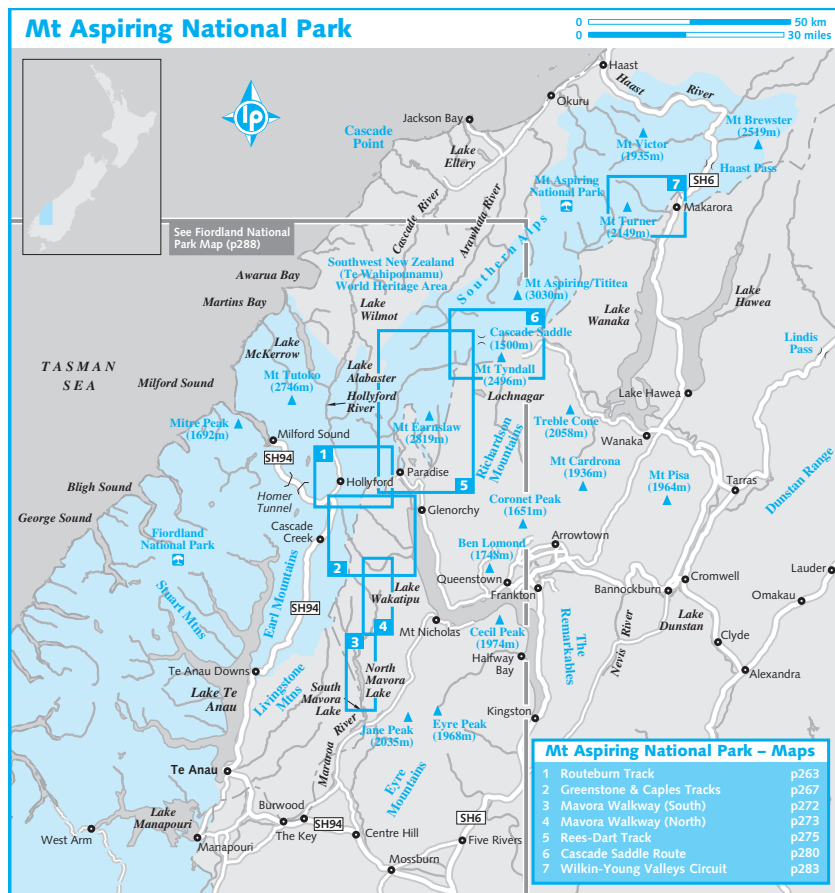 Mt Aspiring National Park
0 50 km
0 30 miles
lp
Haast
Haast
River
Okuru
Mt Brewster
(2519m)
Jackson Bay
Cascade
Point
Mt Victor
(1935m)
Lake
Ellery
Haast Pass
Mt Aspiring
National Park
7
SH6
Cascade River
Arawhata River
Makarora
Mt Turner
(2149m)
See Fiordland National
Park Map (p288)
Southern Alps
Southwest New Zealand
(Te Wahipounamu)
World Heritage Area
Awarua Bay
Mt Aspiring/Tititea
(3030m)
Lake
Hawea
Martins Bay
Lake
Wilmot
Lake
Wanaka
6
Cascade Saddle
(1500m)
Lindis
Pass
Lake
McKerrow
TASMAN
SEA
Lake
Alabaster
Mt Tyndall
(2496m)
Mt Tutoko
(2746m)
Milford Sound
Hollyford
River
Lochnagar
Lake Hawea
Mitre Peak
(1692m)
Mt Earnslaw
(2819m)
Treble Cone
(2058m)
Milford Sound
Richardson
Mountains
Wanaka
1
SH94
Mt Cardrona
(1936m)
Mt Pisa
(1964m)
Dunstan Range
Paradise
Hollyford
5
Tarras
Bligh Sound
Homer
Tunnel
Coronet Peak
(1651m)
George Sound
Glenorchy
Cascade
Creek
Fiordland
National Park
Arrowtown
Ben Lomond
(1748m)
2
Earl Mountains
Lake
Wakatipu
Queenstown
Frankton
Bannockburn
Cromwell
Lauder
Stuart Mtns
SH94
Omakau
4
Mt Nicholas
Cecil Peak
(1974m)
The
Remarkables
Nevis
River
Lake
Dunstan
3
Clyde
Halfway
Bay
Te Anau Downs
Livingstone
Mtns
North
Mavora
Lake
Alexandra
Lake Te
Anau
South
Mavora
Lake
Kingston
Mararoa River
Jane Peak
(2035m)
Eyre Peak
(1968m)
Te Anau
Eyre
Mountains
Lake
Manapouri
Burwood
SH6
West Arm
The Key
SH94
Centre Hill
Manapouri
Five Rivers
Mossburn
Mt Aspiring National Park – Maps
1 Routeburn Track p263
2 Greenstone & Caples Tracks p267
3 Mavora Walkway (South) p272
4 Mavora Walkway (North) p273
5 Rees-Dart Track p275
6 Cascade Saddle Route p280
7 Wilkin-Young Valleys Circuit p283